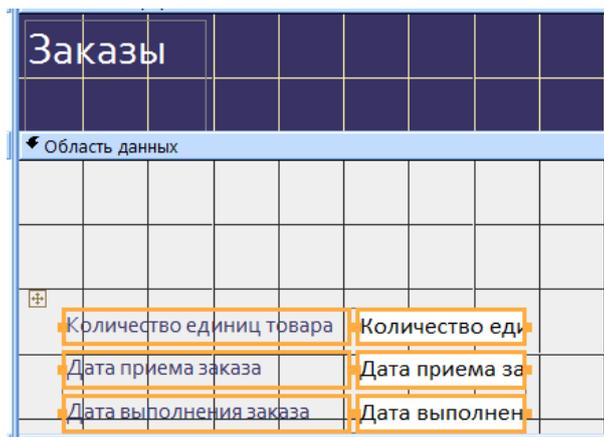 Заказы
Область данных
Количество единиц товара Количество еди
Дата приема заказа Дата приема за
Дата выполнения заказа Дата выполнен